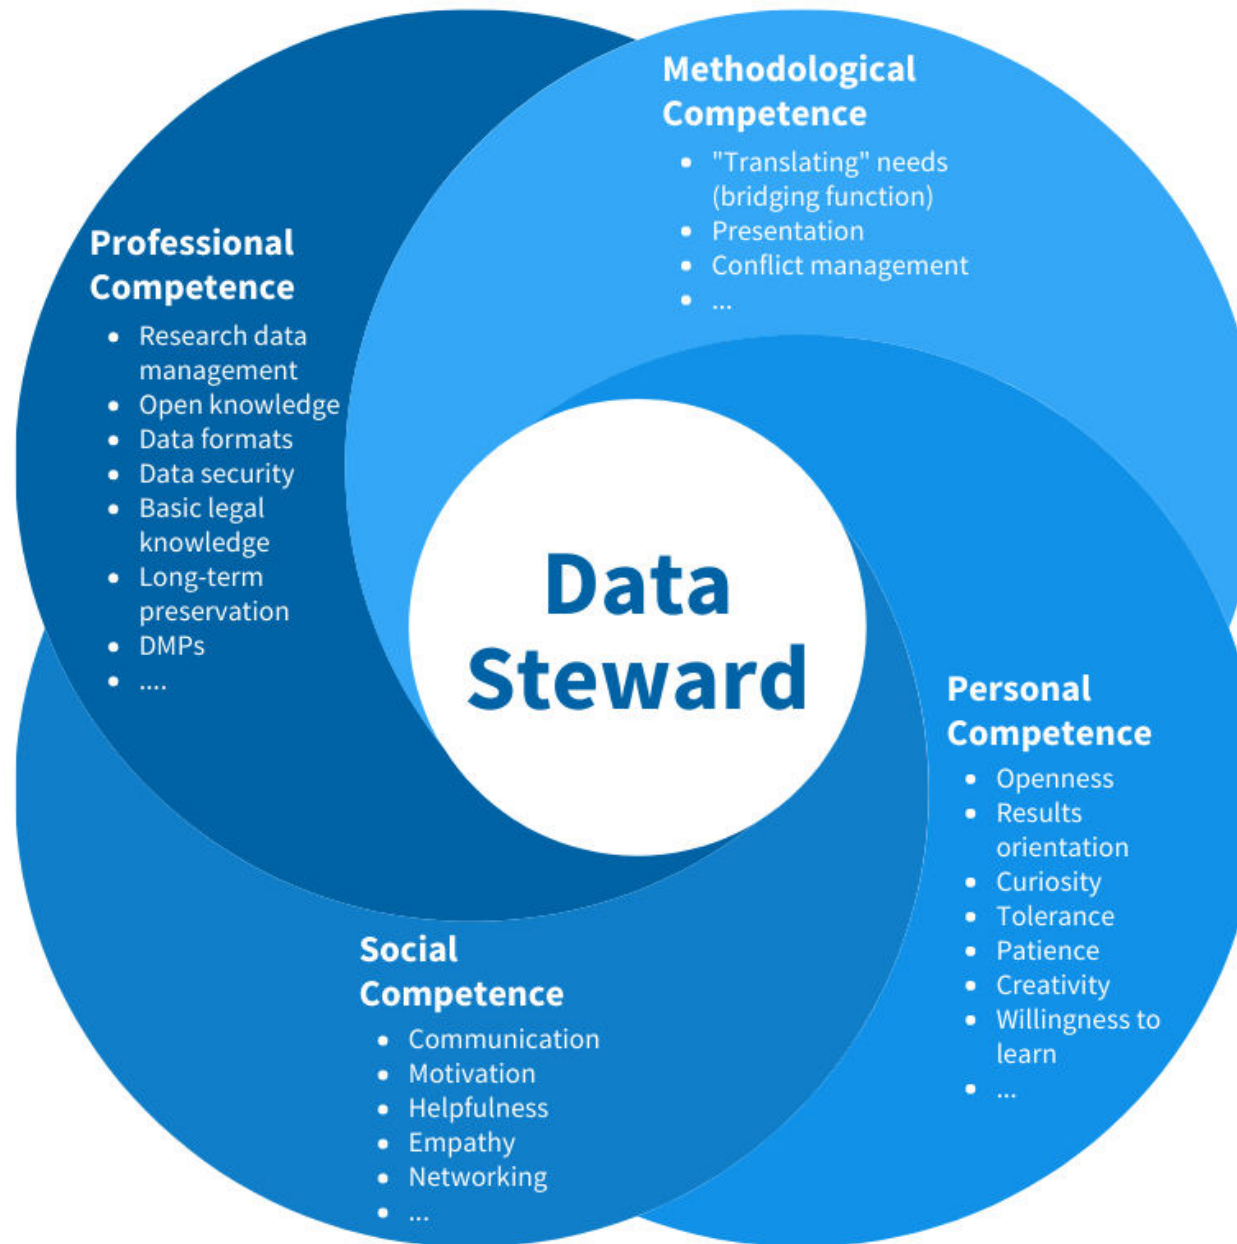 Methodological
Competence
• "Translating" needs
(bridging function)
• Presentation
• Conflict management
• ...
Professional
Competence
• Research data
management
• Open knowledge
• Data formats
• Data security
• Basic legal
knowledge
• Long-term
preservation
• DMPs
• ....
Data
Steward
Personal
Competence
• Openness
• Results
orientation
• Curiosity
• Tolerance
• Patience
• Creativity
• Willingness to
learn
• ...
Social
Competence
• Communication
• Motivation
• Helpfulness
• Empathy
• Networking
• ...